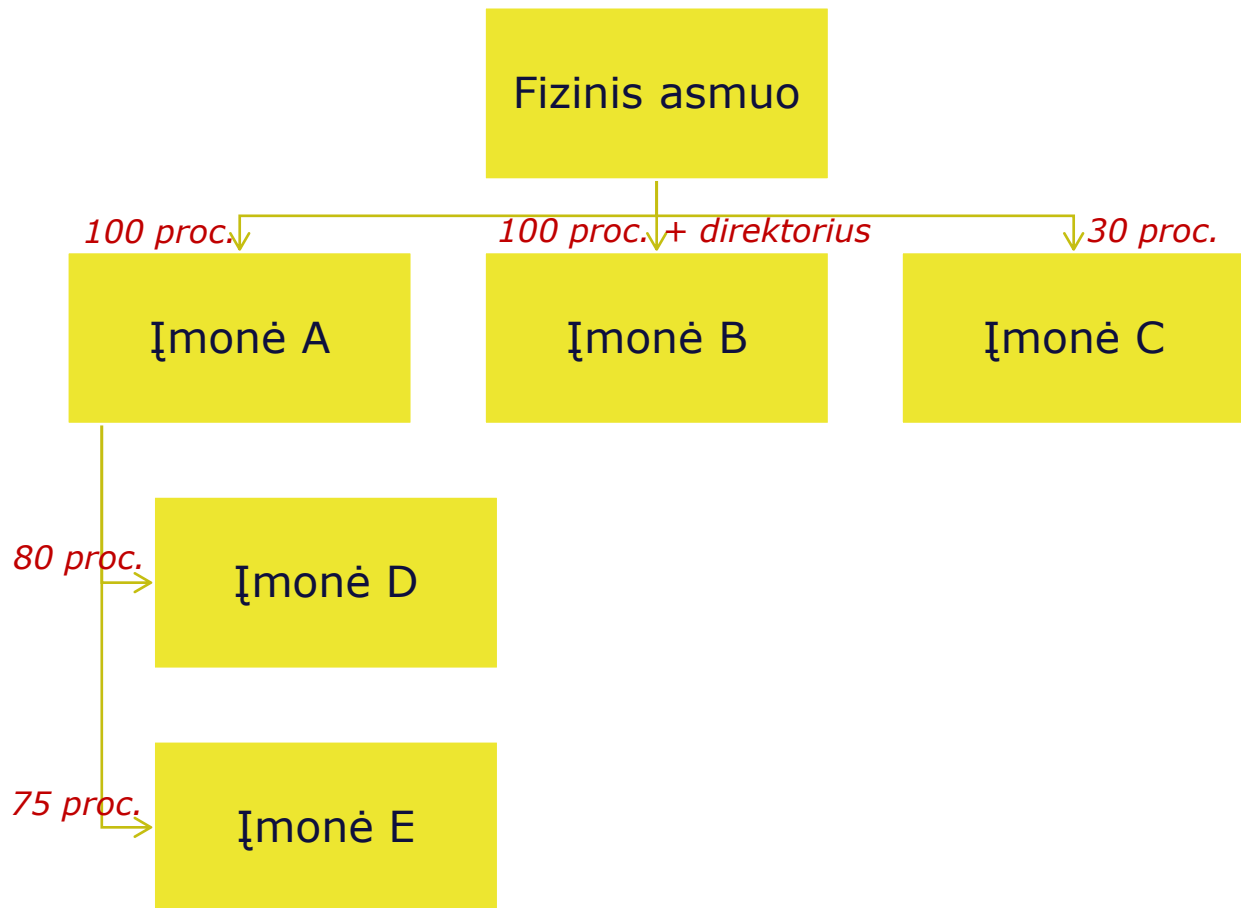 Fizinis asmuo
100 proc.
100 proc. + direktorius
30 proc.
Įmonė A
Įmonė B
Įmonė C
80 proc.
Įmonė D
75 proc.
Įmonė E